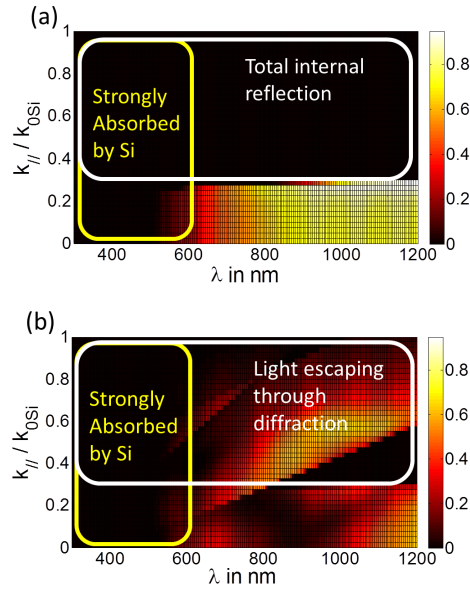 (a)
1
0.8
0.6
0.4
0.2
0
k// / k0Si
Strongly
Absorbed
by Si
Total internal
reflection
400 600 800 1000 1200
λ in nm
0.8
0.6
0.4
0.2
0
(b)
1
0.8
0.6
0.4
0.2
0
k// / k0Si
Strongly
Absorbed
by Si
Light escaping
through
diffraction
400 600 800 1000 1200
λ in nm
0.8
0.6
0.4
0.2
0